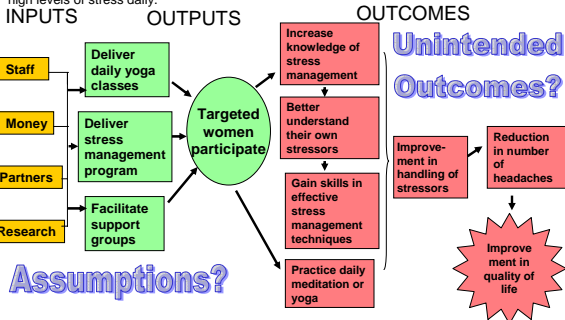 high levels of stress daily.
INPUTS
OUTPUTS
OUTCOMES
Staff
Money
Partners
Research
Deliver
daily yoga
classes
Deliver
stress
management
program
Facilitate
support
groups
Targeted
women
participate
Increase
knowledge of
stress
management
Better
understand
their own
stressors
Gain skills in
effective
stress
management
techniques
Practice daily
meditation or
yoga
Unintended
Outcomes?
Improve-
ment in
handling of
stressors
Reduction
in number
of
headaches
Improve
ment in
quality of
life
Assumptions?